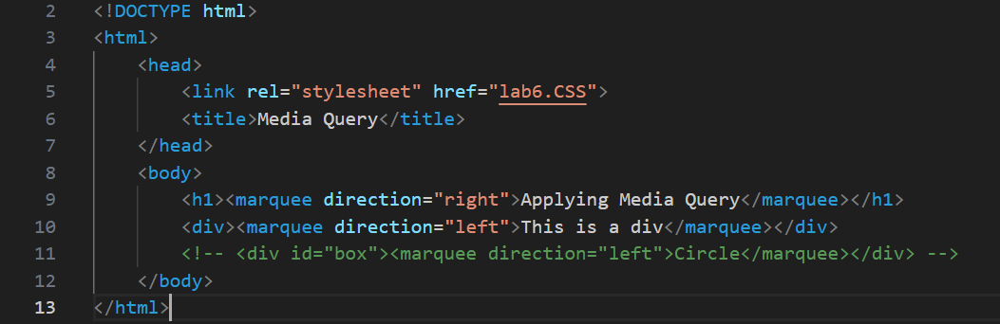 2 <!DOCTYPE html>
3 <html>
4     <head>
5         <link rel="stylesheet" href="lab6.CSS">
6         <title>Media Query</title>
7     </head>
8     <body>
9         <h1><marquee direction="right">Applying Media Query</marquee></h1>
10         <div><marquee direction="left">This is a div</marquee></div>
11         <!-- <div id="box"><marquee direction="left">Circle</marquee></div> -->
12     </body>
13 </html>